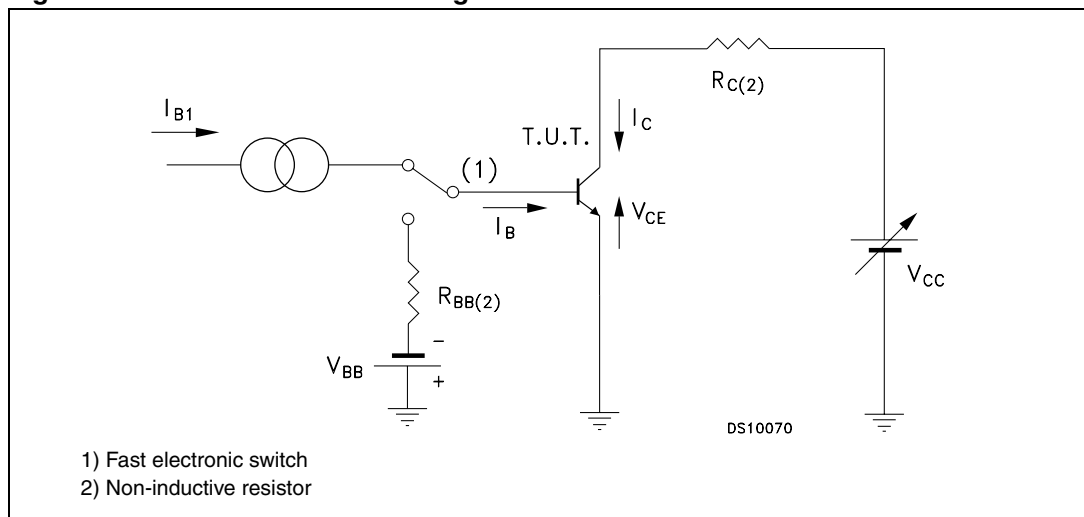 I_B1
T.U.T.
(1)
I_B
I_C
V_CE
R_C(2)
V_CC
R_BB(2)
V_BB
-
+
DS10070
1) Fast electronic switch
2) Non-inductive resistor